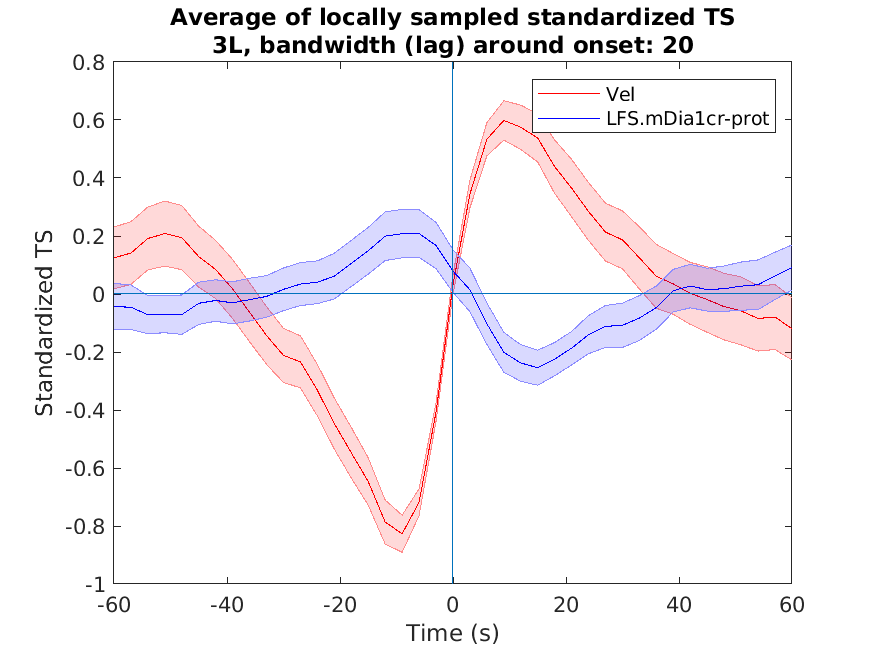 Average of locally sampled standardized TS
3L, bandwidth (lag) around onset: 20
Vel
LFS.mDia1cr-prot
Standardized TS
0.8
0.6
0.4
0.2
0
-0.2
-0.4
-0.6
-0.8
-1
-60
-40
-20
0
20
40
60
Time (s)